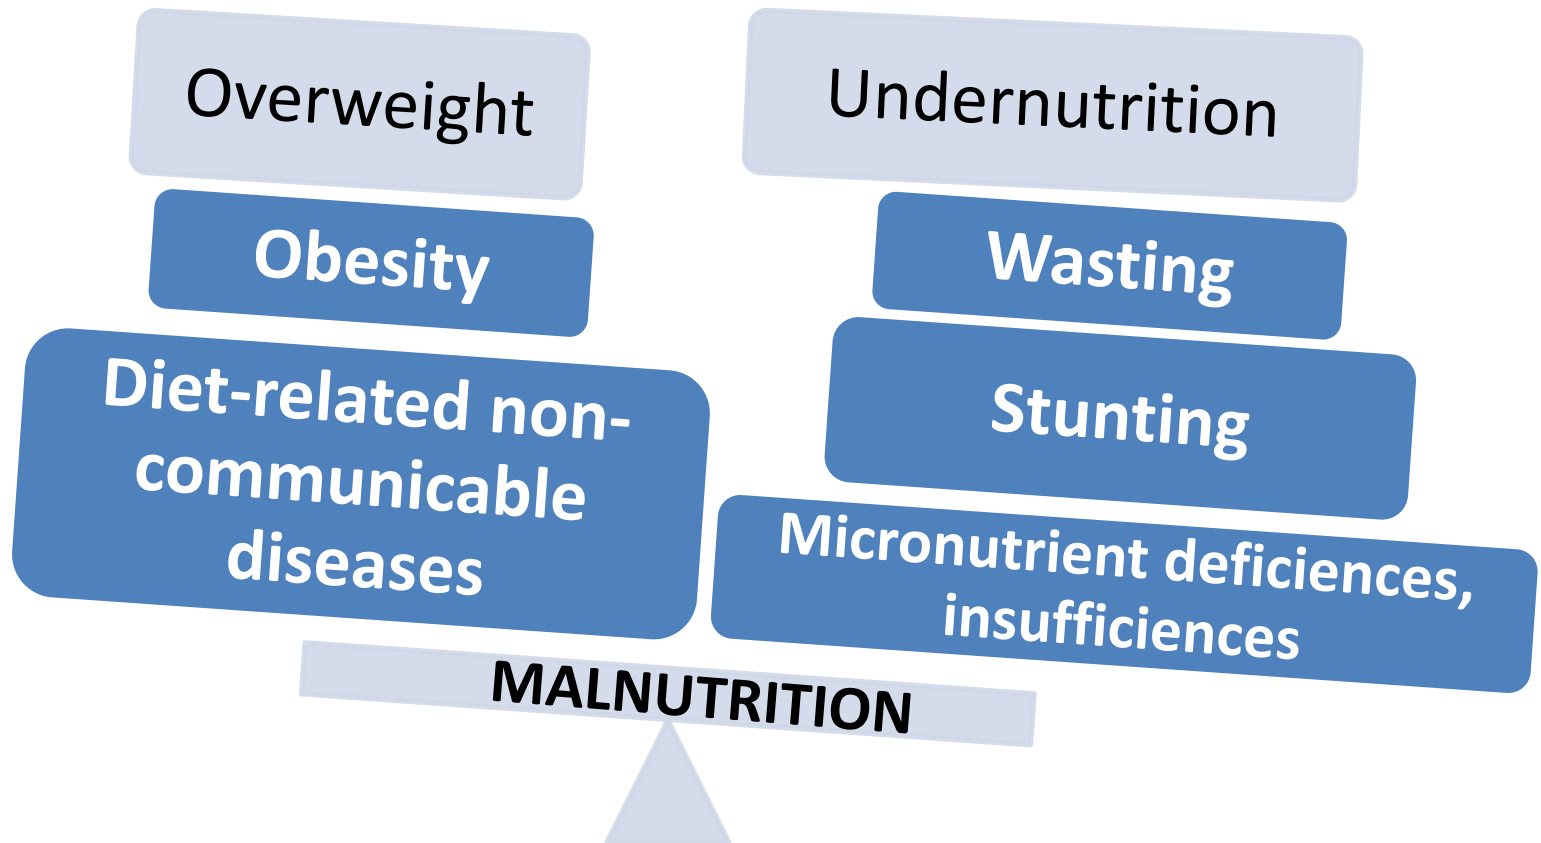 Overweight
Obesity
Diet-related non-
communicable
diseases
Undernutrition
Wasting
Stunting
Micronutrient deficiences,
insufficiences
MALNUTRITION